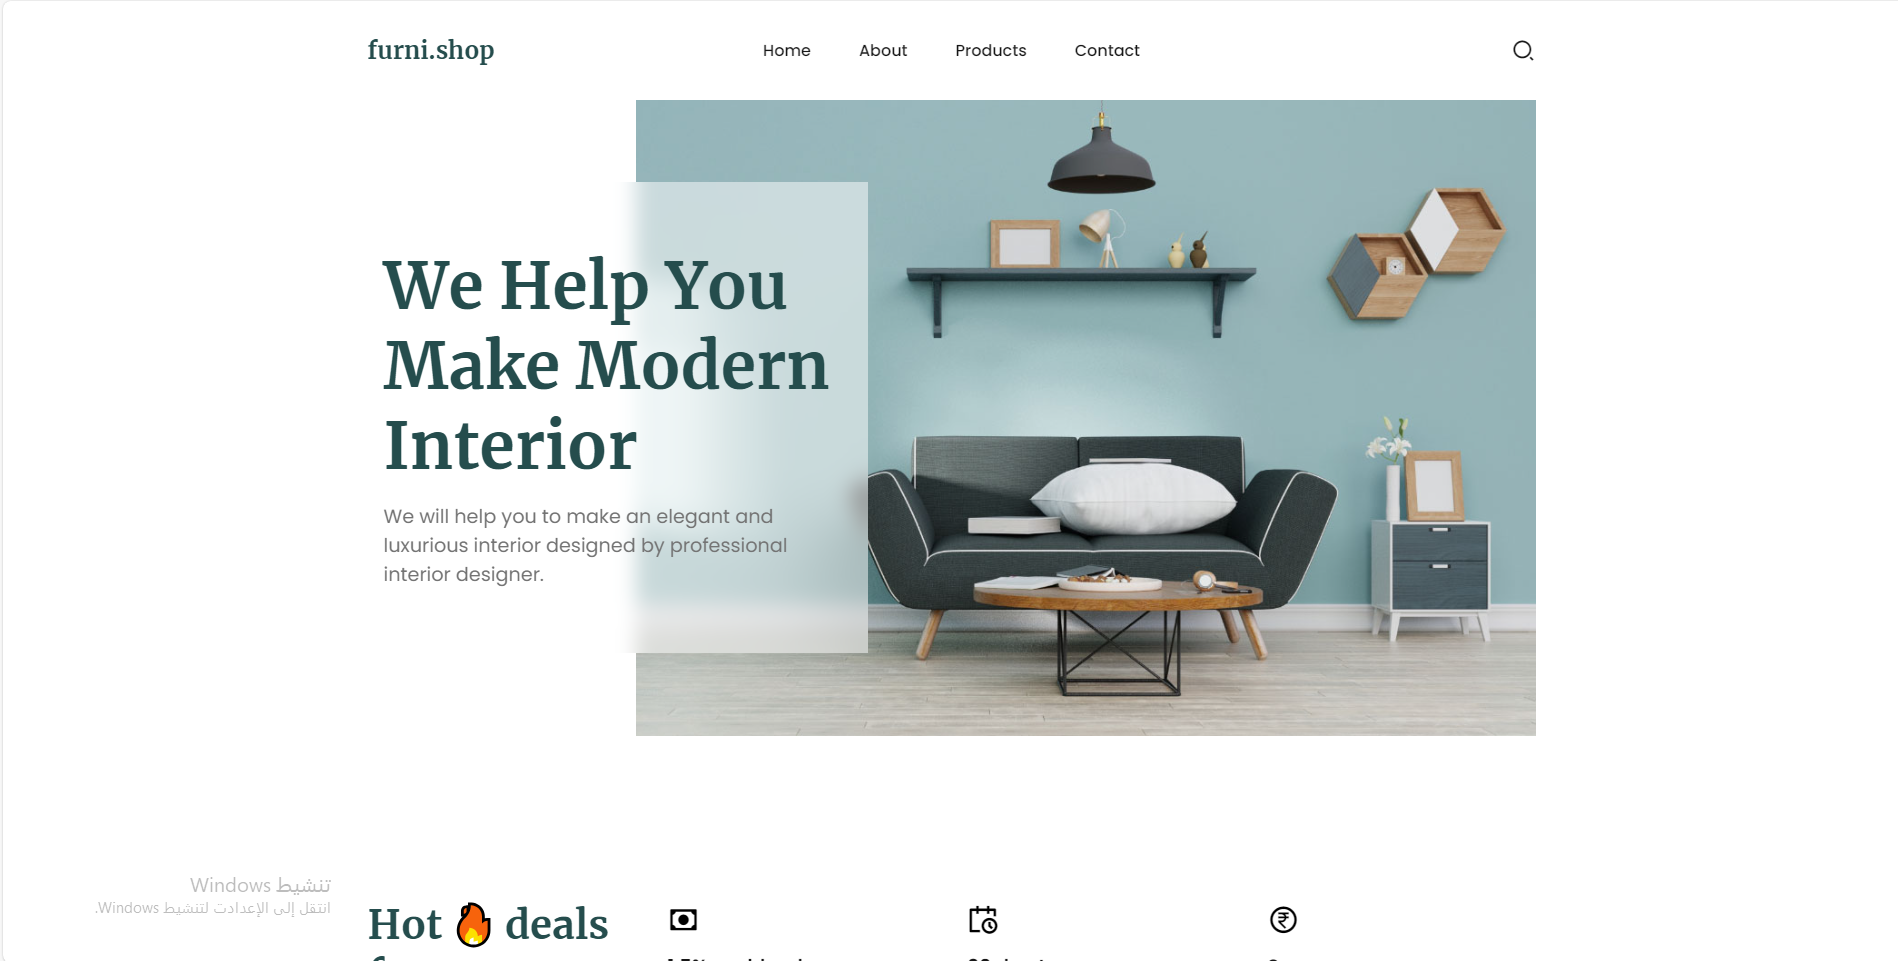 furni.shop
Home
About
Products
Contact
We Help You
Make Modern
Interior
We will help you to make an elegant and
luxurious interior designed by professional
interior designer.
تنشيط Windows
انتقل إلى الإعدادت لتنشيط Windows.
Hot 🔥 deals